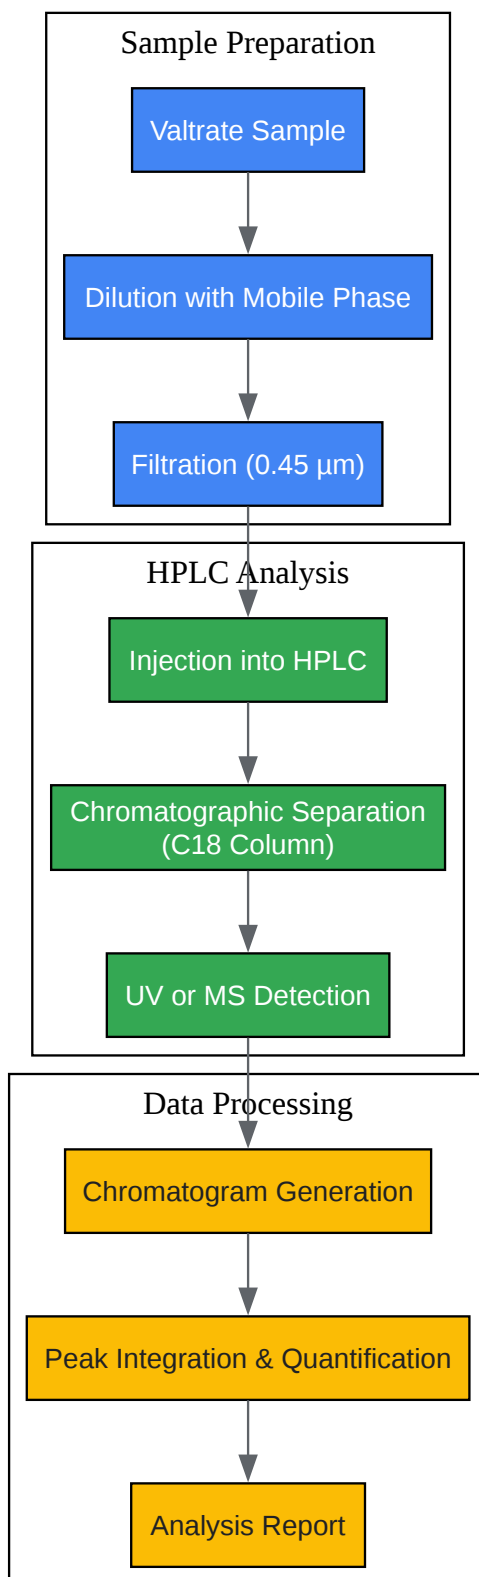 Sample Preparation
Valtrate Sample
Dilution with Mobile Phase
Filtration (0.45 µm)
HPLC Analysis
Injection into HPLC
Chromatographic Separation
(C18 Column)
UV or MS Detection
Data Processing
Chromatogram Generation
Peak Integration & Quantification
Analysis Report